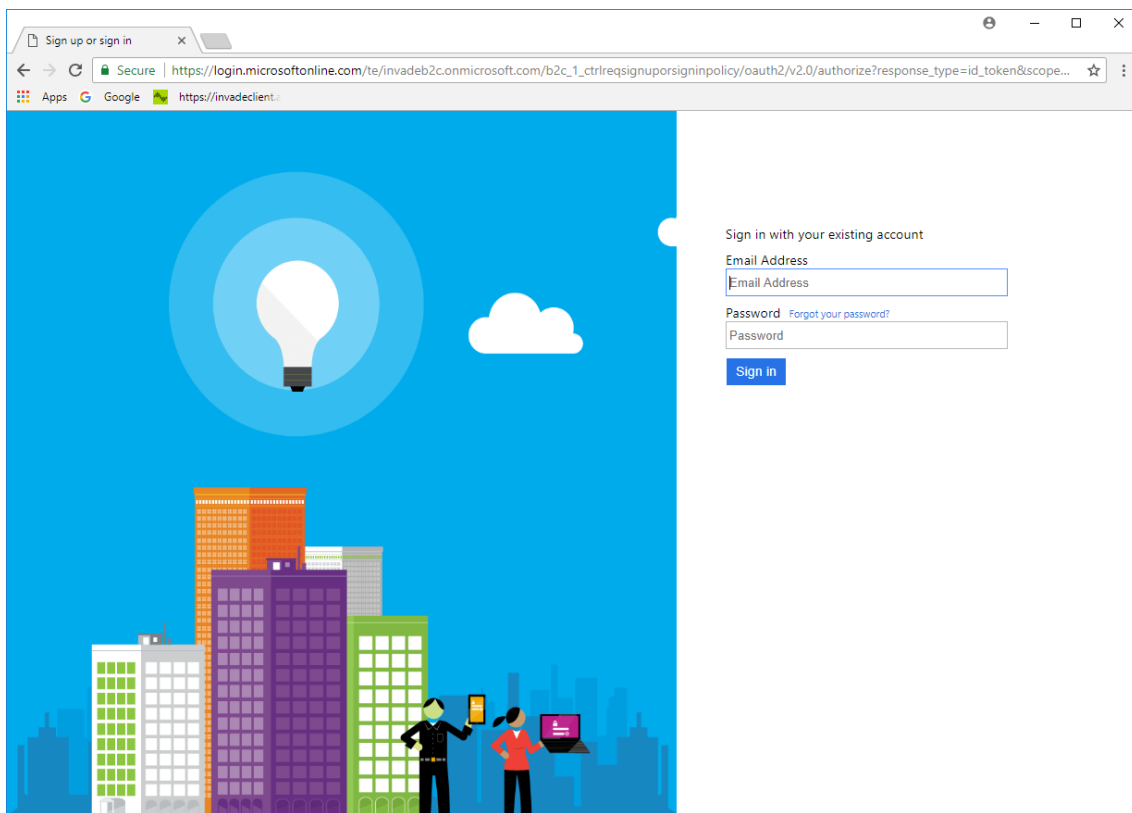 Sign up or sign in
Secure | https://login.microsoftonline.com/te/invadeb2c.onmicrosoft.com/b2c_1_ctrlreqsignuporsigninpolicy/oauth2/v2.0/authorize?response_type=id_token&scope...
Apps Google https://invadeclient.a
Sign in with your existing account
Email Address
Email Address
Password Forgot your password?
Password
Sign in